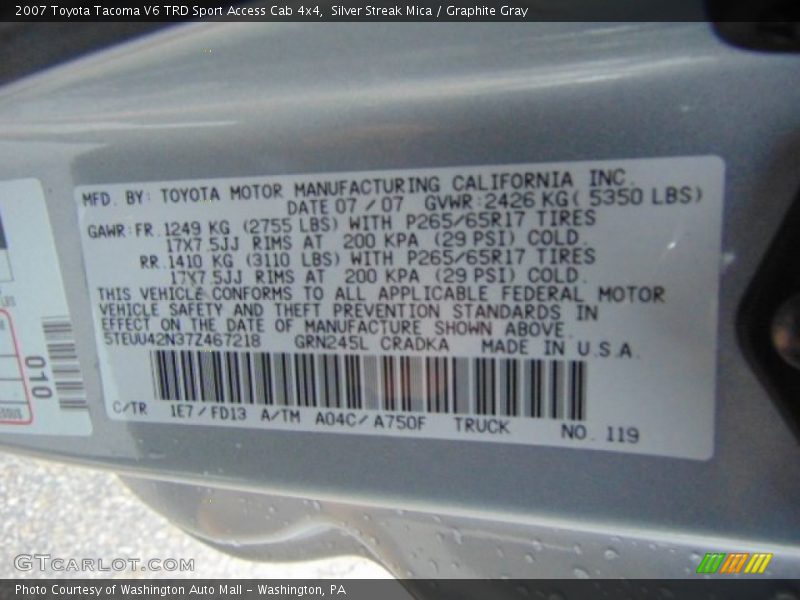 2007 Toyota Tacoma V6 TRD Sport Access Cab 4x4,  Silver Streak Mica / Graphite Gray
MFD. BY: TOYOTA MOTOR MANUFACTURING CALIFORNIA INC.
DATE 07 / 07 GVWR:2426 KG( 5350 LBS)
GAWR:FR. 1249 KG (2755 LBS) WITH P265/65R17 TIRES
17X7.5JJ RIMS AT 200 KPA (29 PSI) COLD.
RR. 1410 KG (3110 LBS) WITH P265/65R17 TIRES
17X7.5JJ RIMS AT 200 KPA (29 PSI) COLD.
THIS VEHICLE CONFORMS TO ALL APPLICABLE FEDERAL MOTOR
VEHICLE SAFETY AND THEFT PREVENTION STANDARDS IN
EFFECT ON THE DATE OF MANUFACTURE SHOWN ABOVE.
5TEUU42N37Z467218 GRN245L CRADKA MADE IN U.S.A.
C/TR 1E7 / FD13 A/TM A04C/ A750F TRUCK NO. 119
LBS
010
GTCARLOT.COM
Photo Courtesy of Washington Auto Mall - Washington, PA